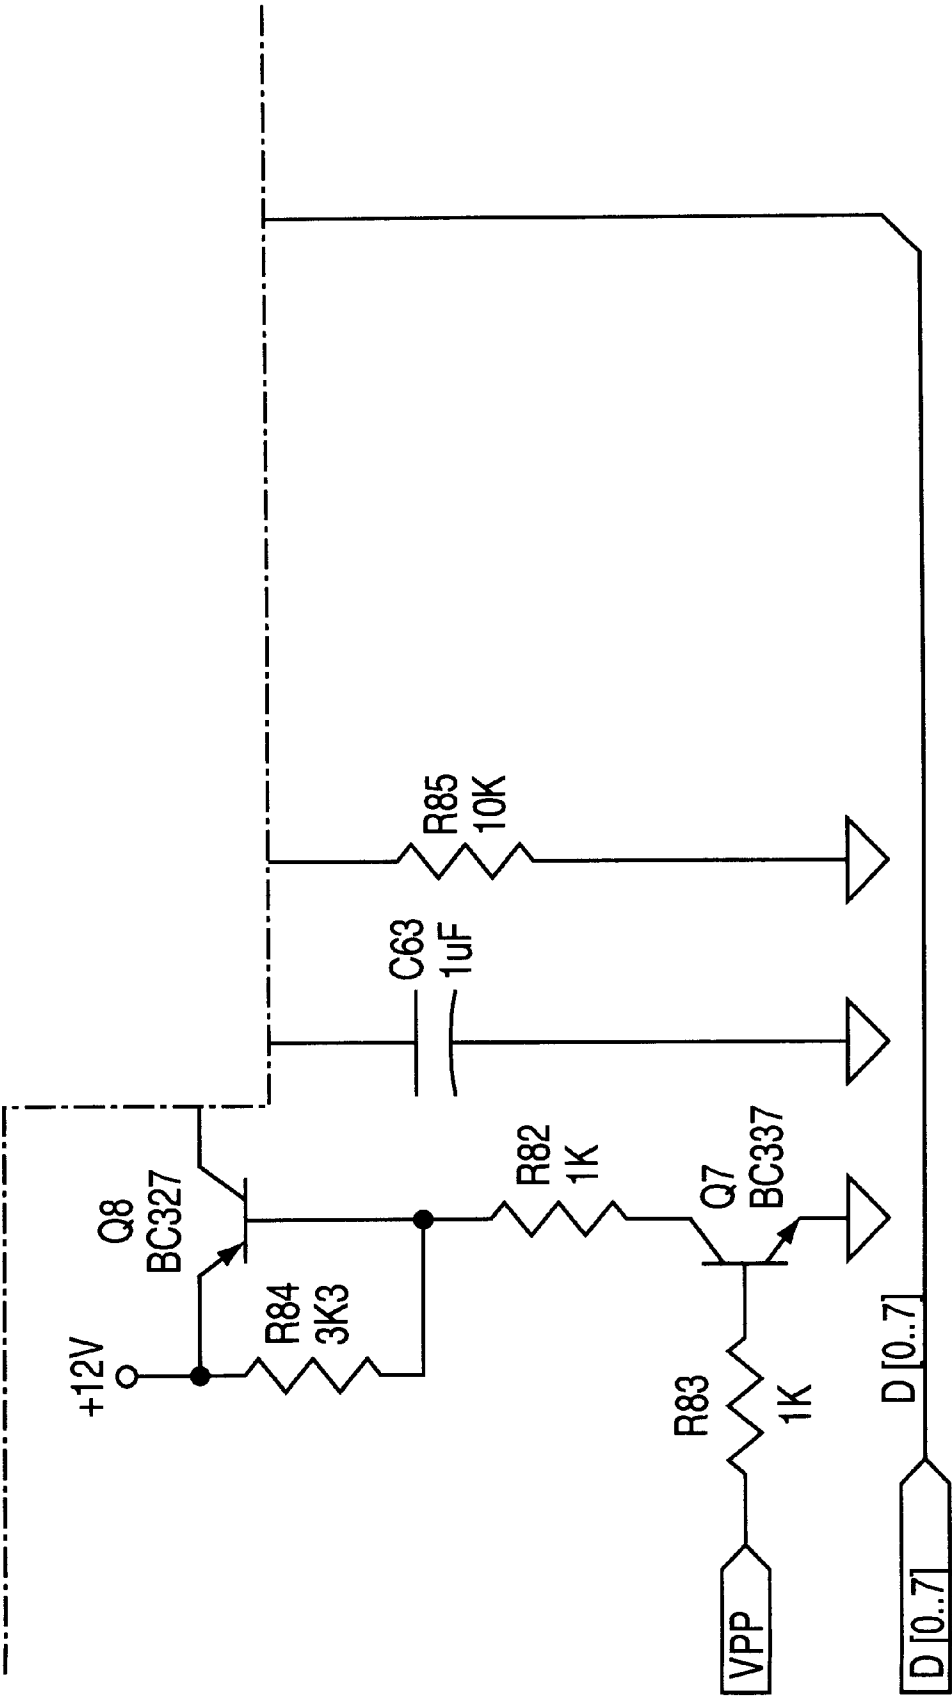 +12V
Q8
BC327
R84
3K3
R82
1K
C63
1uF
R85
10K
Q7
BC337
R83
1K
VPP
D [0..7]
D [0..7]